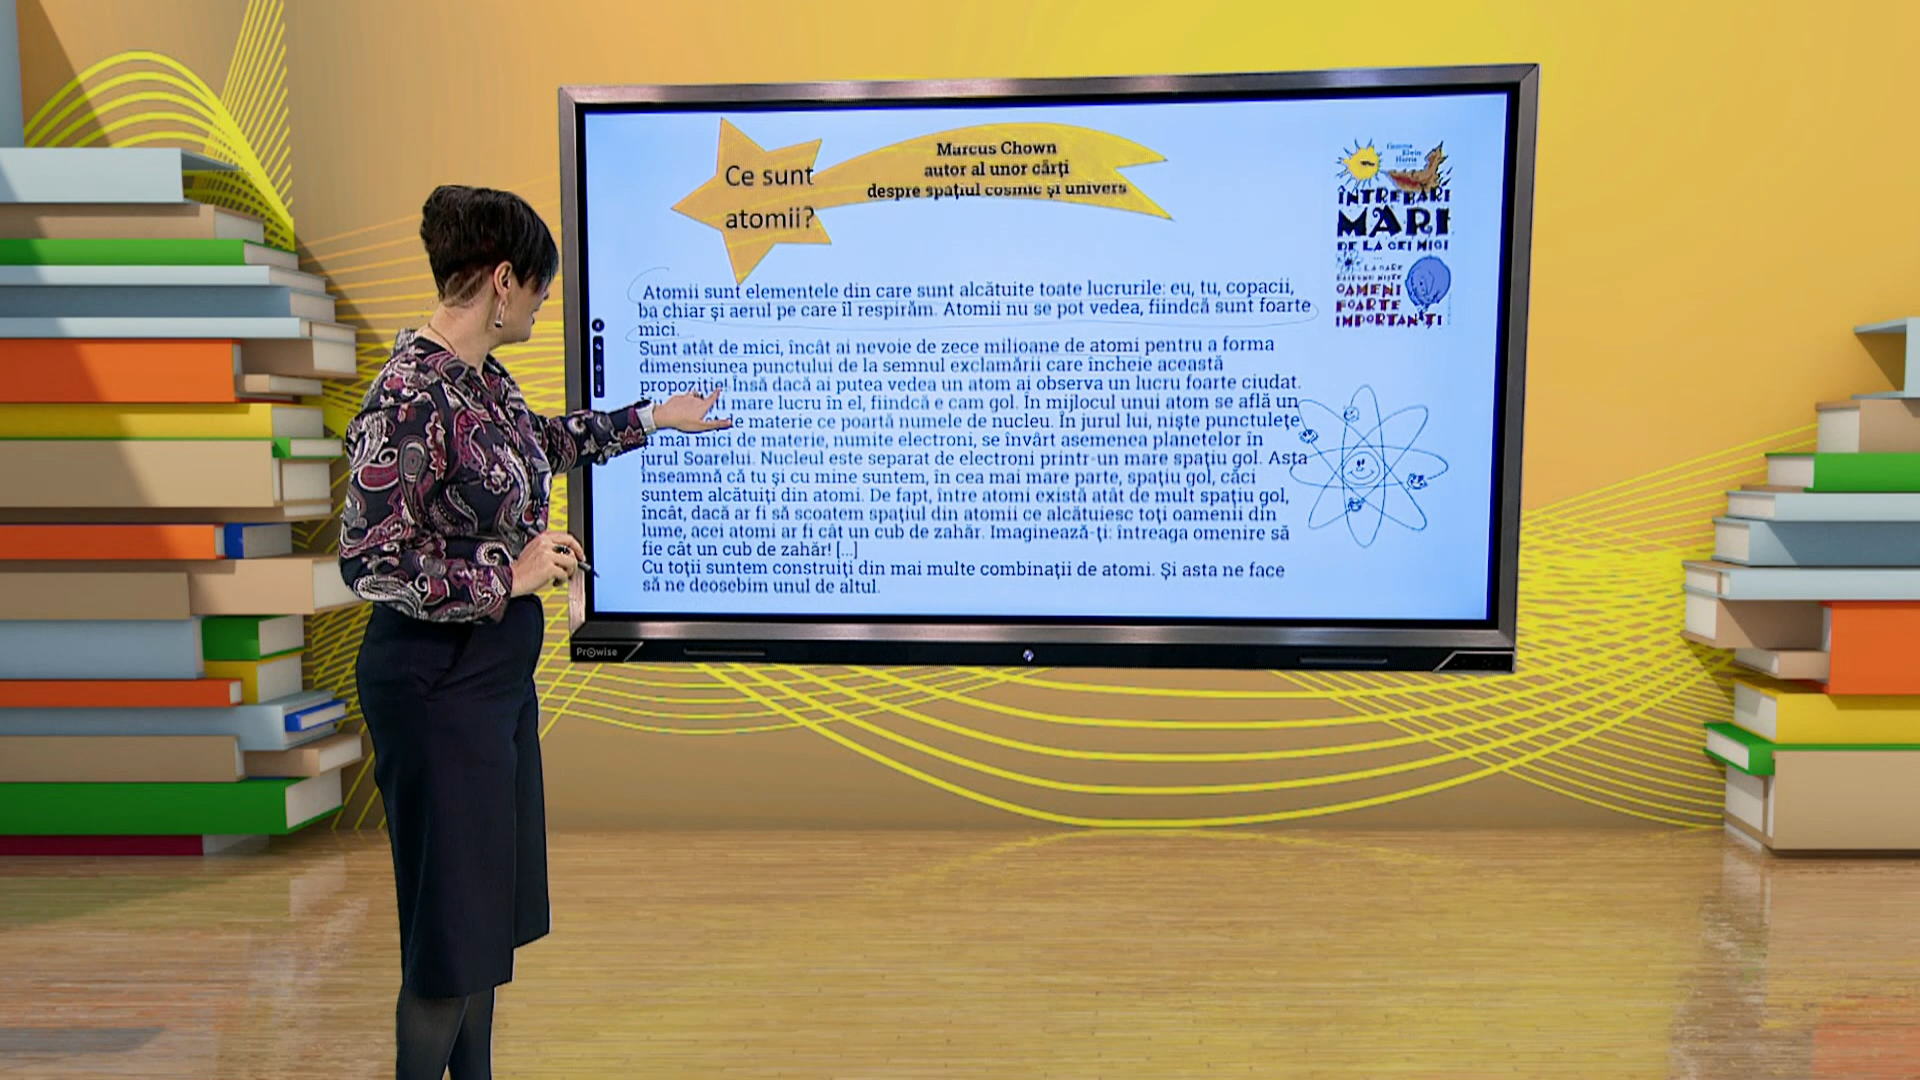 Ce sunt
atomii?
Marcus Chown
autor al unor cărți
despre spațiul cosmic și univers
Gemma
Elwin
Harris
ÎNTREBĂRI
MARI
DE LA CEI MICI
LA CARE
RĂSPUND NIȘTE
OAMENI
FOARTE
IMPORTANȚI
Atomii sunt elementele din care sunt alcătuite toate lucrurile: eu, tu, copacii,
ba chiar și aerul pe care îl respirăm. Atomii nu se pot vedea, fiindcă sunt foarte
mici.
Sunt atât de mici, încât ai nevoie de zece milioane de atomi pentru a forma
dimensiunea punctului de la semnul exclamării care încheie această
propoziție! Însă dacă ai putea vedea un atom ai observa un lucru foarte ciudat.
mare lucru în el, fiindcă e cam gol. În mijlocul unui atom se află un
de materie ce poartă numele de nucleu. În jurul lui, niște punctulețe
și mai mici de materie, numite electroni, se învârt asemenea planetelor în
jurul Soarelui. Nucleul este separat de electroni printr-un mare spațiu gol. Asta
înseamnă că tu și cu mine suntem, în cea mai mare parte, spațiu gol, căci
suntem alcătuiți din atomi. De fapt, între atomi există atât de mult spațiu gol,
încât, dacă ar fi să scoatem spațiul din atomii ce alcătuiesc toți oamenii din
lume, acei atomi ar fi cât un cub de zahăr. Imaginează-ți: întreaga omenire să
fie cât un cub de zahăr! [...]
Cu toții suntem construiți din mai multe combinații de atomi. Și asta ne face
să ne deosebim unul de altul.
Prowise